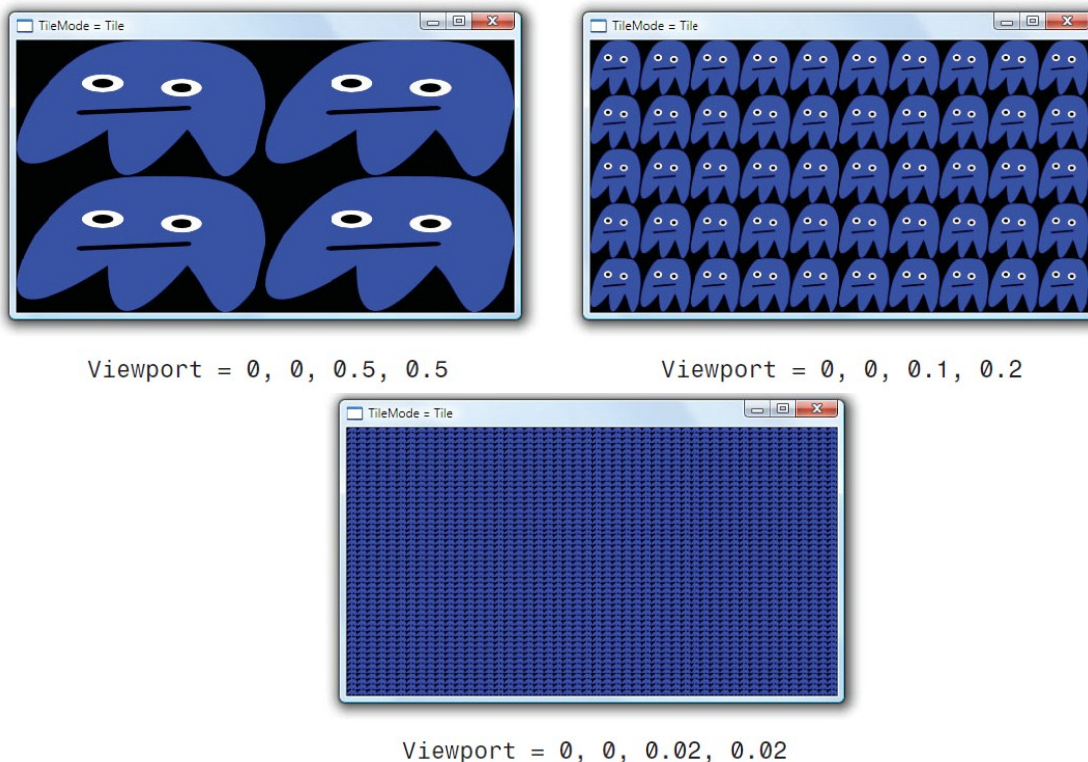 TileMode = Tile
TileMode = Tile
Viewport = 0, 0, 0.5, 0.5
Viewport = 0, 0, 0.1, 0.2
TileMode = Tile
Viewport = 0, 0, 0.02, 0.02